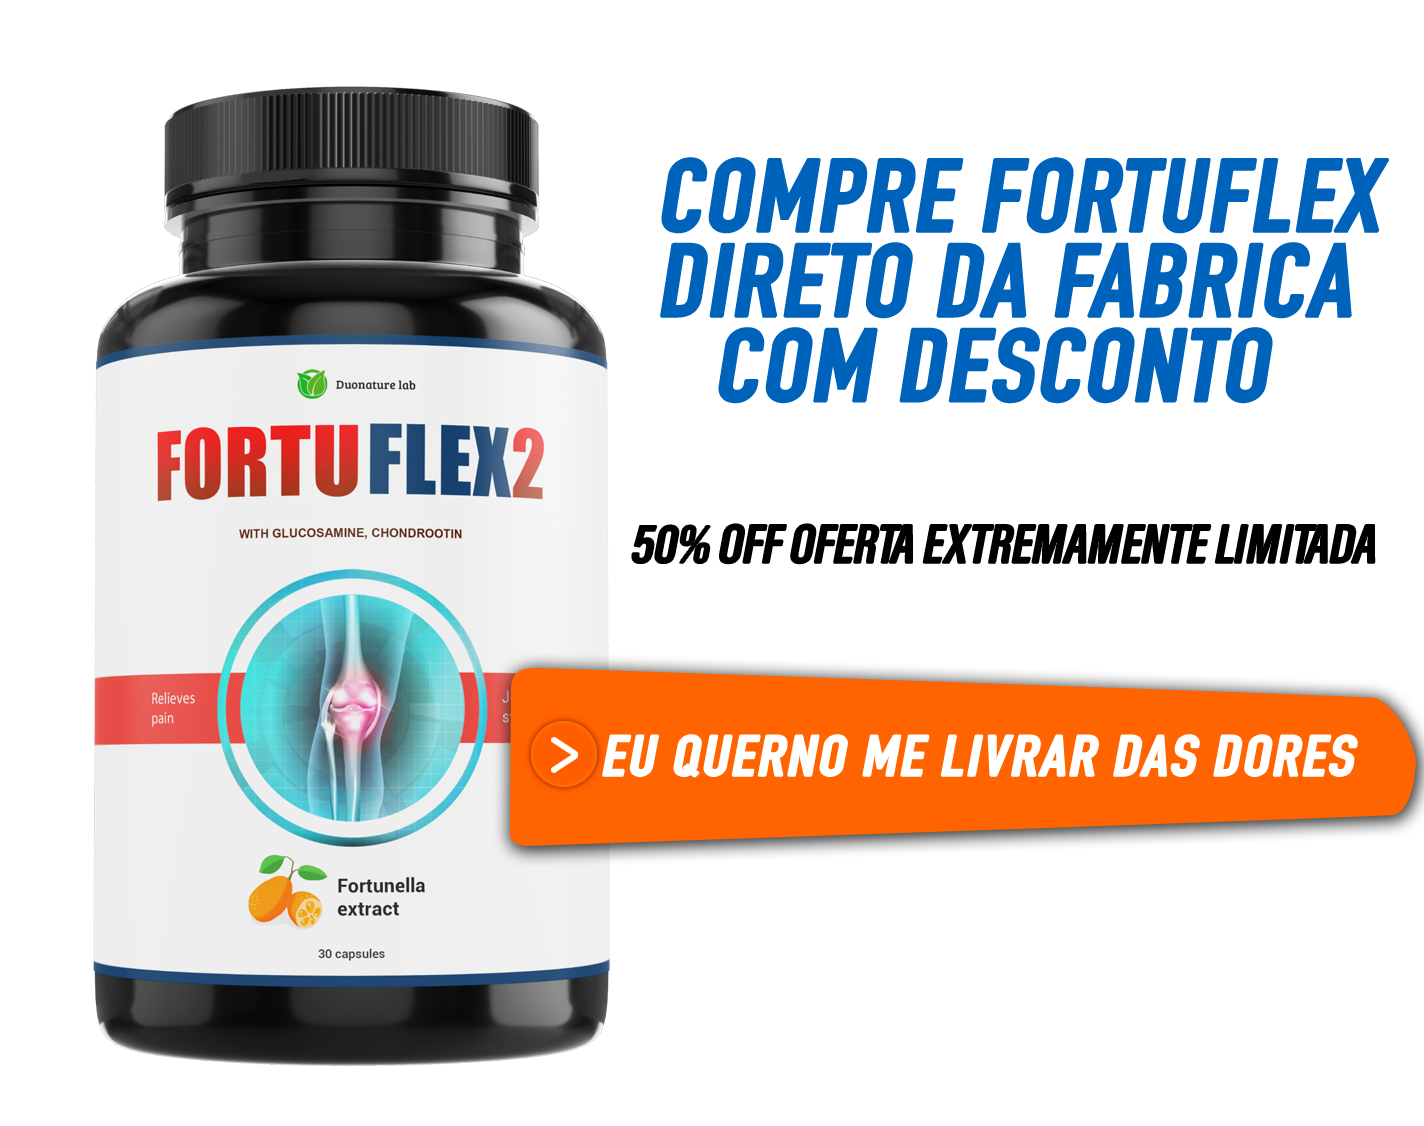 COMPRE FORTUFLEX
DIRETO DA FABRICA
COM DESCONTO
50% OFF OFERTA EXTREMAMENTE LIMITADA
EU QUERNO ME LIVRAR DAS DORES
Duonature lab
FORTUFLEX2
WITH GLUCOSAMINE, CHONDROOTIN
Relieves
pain
Fortunella
extract
30 capsules